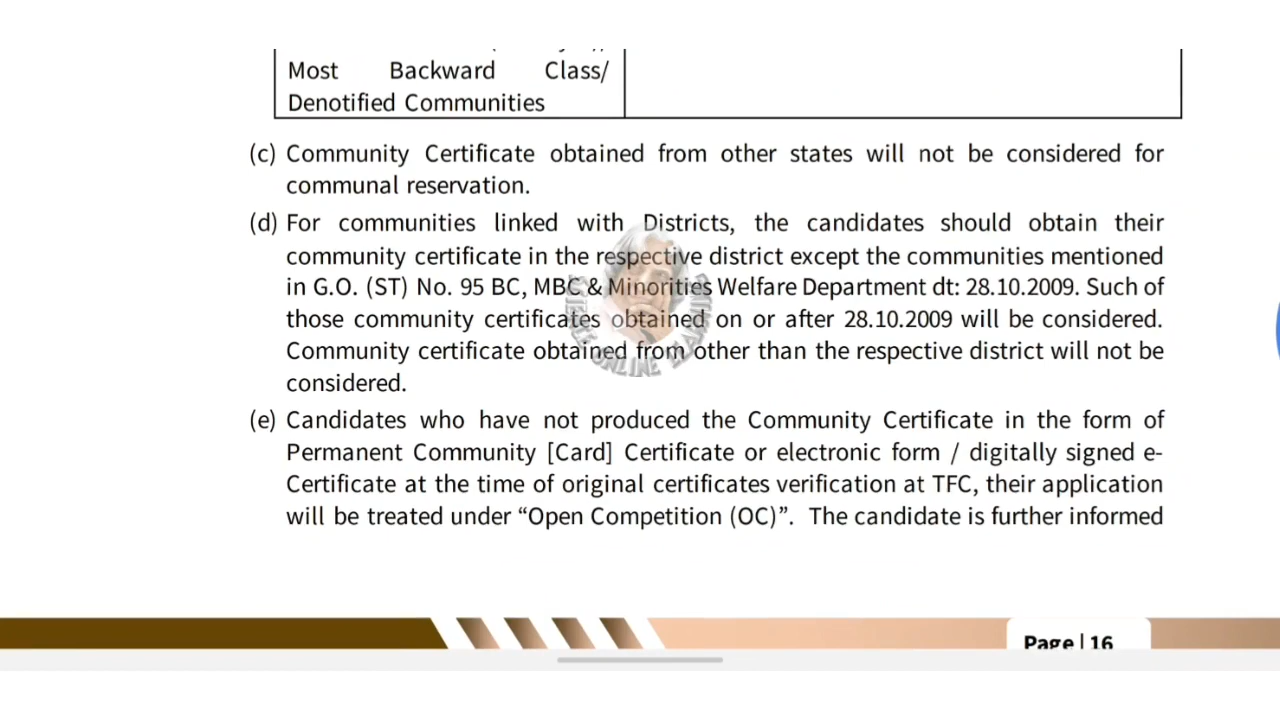 Most Backward Class/
Denotified Communities
(c) Community Certificate obtained from other states will not be considered for
communal reservation.
(d) For communities linked with Districts, the candidates should obtain their
community certificate in the respective district except the communities mentioned
in G.O. (ST) No. 95 BC, MBC & Minorities Welfare Department dt: 28.10.2009. Such of
those community certificates obtained on or after 28.10.2009 will be considered.
Community certificate obtained from other than the respective district will not be
considered.
(e) Candidates who have not produced the Community Certificate in the form of
Permanent Community [Card] Certificate or electronic form / digitally signed e-
Certificate at the time of original certificates verification at TFC, their application
will be treated under “Open Competition (OC)”. The candidate is further informed
Page | 16
ONLINE